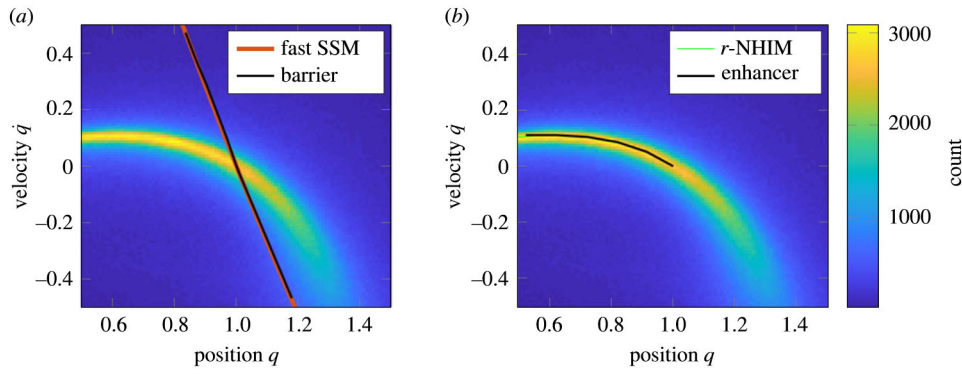 (a)
fast SSM
barrier
0.4
0.2
0
−0.2
−0.4
velocity q̇
0.6 0.8 1.0 1.2 1.4
position q
(b)
r-NHIM
enhancer
0.4
0.2
0
−0.2
−0.4
velocity q̇
0.6 0.8 1.0 1.2 1.4
position q
3000
2000
1000
count